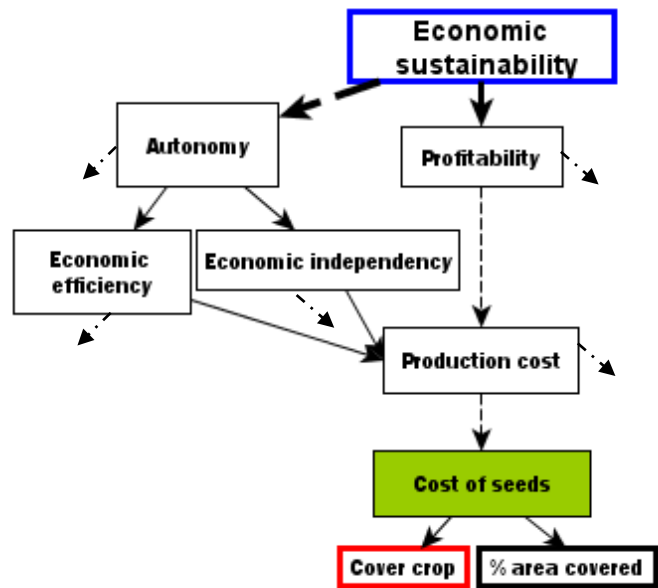 Economic
sustainability
Autonomy
Profitability
Economic
efficiency
Economic independency
Production cost
Cost of seeds
Cover crop
% area covered